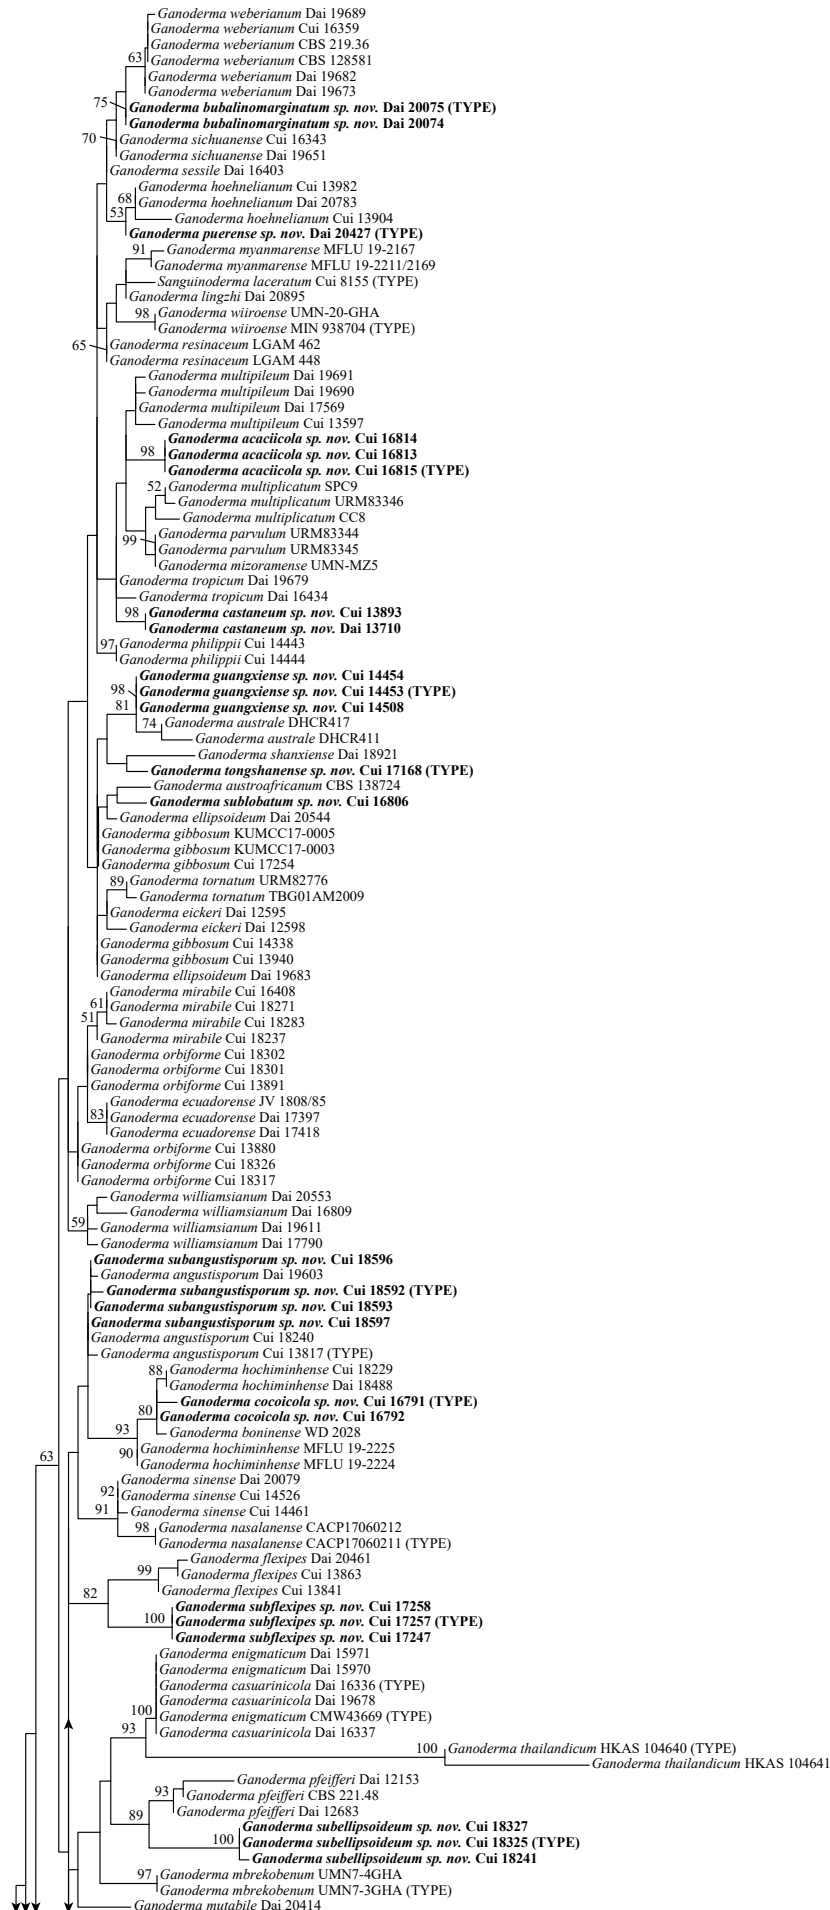 Ganoderma weberianum Dai 19689
Ganoderma weberianum Cui 16359
Ganoderma weberianum CBS 219.36
63 Ganoderma weberianum CBS 128581
Ganoderma weberianum Dai 19682
Ganoderma weberianum Dai 19673
75 Ganoderma bubalinomarginatum sp. nov. Dai 20075 (TYPE)
Ganoderma bubalinomarginatum sp. nov. Dai 20074
70 Ganoderma sichuanense Cui 16343
Ganoderma sichuanense Dai 19651
Ganoderma sessile Dai 16403
Ganoderma hoehnelianum Cui 13982
68 Ganoderma hoehnelianum Dai 20783
53 Ganoderma hoehnelianum Cui 13904
Ganoderma puerense sp. nov. Dai 20427 (TYPE)
91 Ganoderma myanmarense MFLU 19-2167
Ganoderma myanmarense MFLU 19-2211/2169
Sanguinoderma laceratum Cui 8155 (TYPE)
Ganoderma lingzhi Dai 20895
98 Ganoderma wiiroense UMN-20-GHA
Ganoderma wiiroense MIN 938704 (TYPE)
65 Ganoderma resinaceum LGAM 462
Ganoderma resinaceum LGAM 448
Ganoderma multipileum Dai 19691
Ganoderma multipileum Dai 19690
Ganoderma multipileum Dai 17569
Ganoderma multipileum Cui 13597
Ganoderma acaciicola sp. nov. Cui 16814
98 Ganoderma acaciicola sp. nov. Cui 16813
Ganoderma acaciicola sp. nov. Cui 16815 (TYPE)
52 Ganoderma multiplicatum SPC9
Ganoderma multiplicatum URM83346
Ganoderma multiplicatum CC8
99 Ganoderma parvulum URM83344
Ganoderma parvulum URM83345
Ganoderma mizoramense UMN-MZ5
Ganoderma tropicum Dai 19679
Ganoderma tropicum Dai 16434
98 Ganoderma castaneum sp. nov. Cui 13893
Ganoderma castaneum sp. nov. Dai 13710
97 Ganoderma philippii Cui 14443
Ganoderma philippii Cui 14444
Ganoderma guangxiense sp. nov. Cui 14454
98 Ganoderma guangxiense sp. nov. Cui 14453 (TYPE)
81 Ganoderma guangxiense sp. nov. Cui 14508
74 Ganoderma australe DHCR417
Ganoderma australe DHCR411
Ganoderma shanxiense Dai 18921
Ganoderma tongshanense sp. nov. Cui 17168 (TYPE)
Ganoderma austroafricanum CBS 138724
Ganoderma sublobatum sp. nov. Cui 16806
Ganoderma ellipsoideum Dai 20544
Ganoderma gibbosum KUMCC17-0005
Ganoderma gibbosum KUMCC17-0003
Ganoderma gibbosum Cui 17254
89 Ganoderma tornatum URM82776
Ganoderma tornatum TBG01AM2009
Ganoderma eickeri Dai 12595
Ganoderma eickeri Dai 12598
Ganoderma gibbosum Cui 14338
Ganoderma gibbosum Cui 13940
Ganoderma ellipsoideum Dai 19683
Ganoderma mirabile Cui 16408
61 Ganoderma mirabile Cui 18271
51 Ganoderma mirabile Cui 18283
Ganoderma mirabile Cui 18237
Ganoderma orbiforme Cui 18302
Ganoderma orbiforme Cui 18301
Ganoderma orbiforme Cui 13891
Ganoderma ecuadorense JV 1808/85
83 Ganoderma ecuadorense Dai 17397
Ganoderma ecuadorense Dai 17418
Ganoderma orbiforme Cui 13880
Ganoderma orbiforme Cui 18326
Ganoderma orbiforme Cui 18317
Ganoderma williamsianum Dai 20553
Ganoderma williamsianum Dai 16809
59 Ganoderma williamsianum Dai 19611
Ganoderma williamsianum Dai 17790
Ganoderma subangustisporum sp. nov. Cui 18596
Ganoderma angustisporum Dai 19603
Ganoderma subangustisporum sp. nov. Cui 18592 (TYPE)
Ganoderma subangustisporum sp. nov. Cui 18593
Ganoderma subangustisporum sp. nov. Cui 18597
Ganoderma angustisporum Cui 18240
Ganoderma angustisporum Cui 13817 (TYPE)
88 Ganoderma hochiminhense Cui 18229
Ganoderma hochiminhense Dai 18488
Ganoderma cocoicola sp. nov. Cui 16791 (TYPE)
80 Ganoderma cocoicola sp. nov. Cui 16792
93 Ganoderma boninense WD 2028
90 Ganoderma hochiminhense MFLU 19-2225
Ganoderma hochiminhense MFLU 19-2224
63
Ganoderma sinense Dai 20079
92 Ganoderma sinense Cui 14526
91 Ganoderma sinense Cui 14461
98 Ganoderma nasalanense CACP17060212
Ganoderma nasalanense CACP17060211 (TYPE)
Ganoderma flexipes Dai 20461
99 Ganoderma flexipes Cui 13863
Ganoderma flexipes Cui 13841
82 Ganoderma subflexipes sp. nov. Cui 17258
100 Ganoderma subflexipes sp. nov. Cui 17257 (TYPE)
Ganoderma subflexipes sp. nov. Cui 17247
Ganoderma enigmaticum Dai 15971
Ganoderma enigmaticum Dai 15970
Ganoderma casuarinicola Dai 16336 (TYPE)
Ganoderma casuarinicola Dai 19678
100 Ganoderma enigmaticum CMW43669 (TYPE)
93 Ganoderma casuarinicola Dai 16337
100 Ganoderma thailandicum HKAS 104640 (TYPE)
Ganoderma thailandicum HKAS 104641
Ganoderma pfeifferi Dai 12153
93 Ganoderma pfeifferi CBS 221.48
Ganoderma pfeifferi Dai 12683
89 Ganoderma subellipsoideum sp. nov. Cui 18327
100 Ganoderma subellipsoideum sp. nov. Cui 18325 (TYPE)
Ganoderma subellipsoideum sp. nov. Cui 18241
97 Ganoderma mbrekobenum UMN7-4GHA
Ganoderma mbrekobenum UMN7-3GHA (TYPE)
Ganoderma mutabile Dai 20414